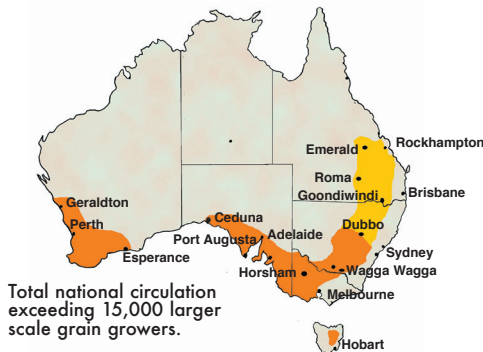 Emerald
Rockhampton
Roma
Goondiwindi
Brisbane
Geraldton
Perth
Esperance
Ceduna
Port Augusta
Adelaide
Dubbo
Sydney
Horsham
Wagga Wagga
Melbourne
Hobart
Total national circulation
exceeding 15,000 larger
scale grain growers.